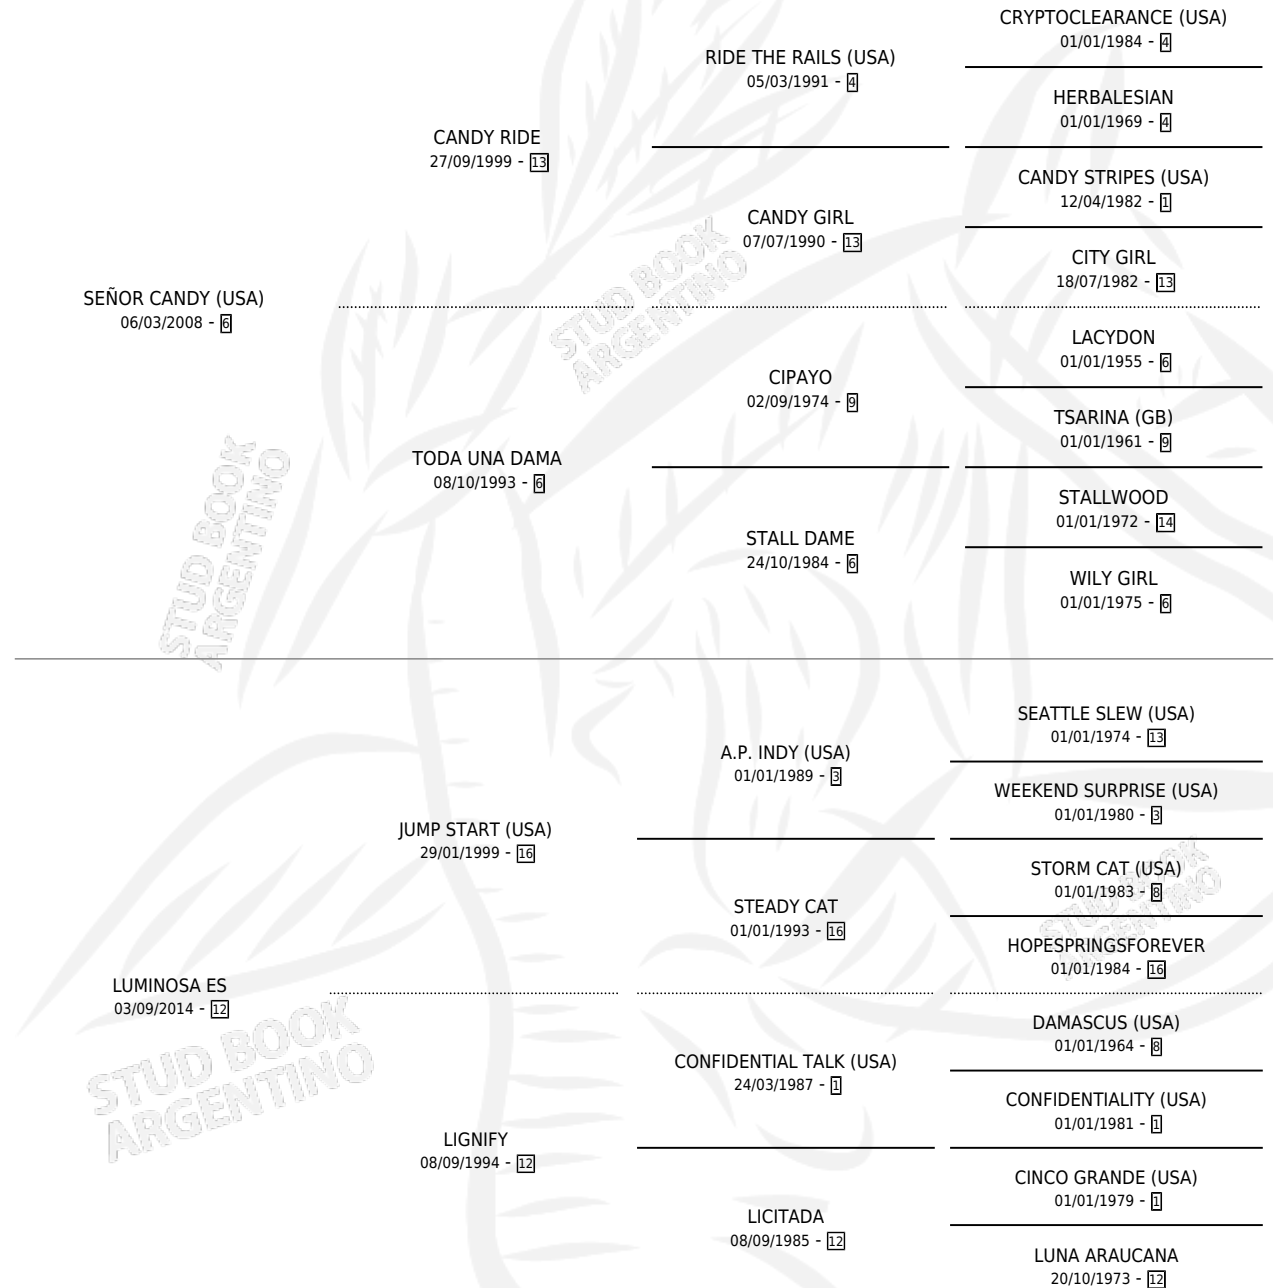 CRYPTOCLEARANCE (USA)
01/01/1984 - 4
RIDE THE RAILS (USA)
05/03/1991 - 4
HERBALESIAN
01/01/1969 - 4
CANDY RIDE
27/09/1999 - 13
CANDY STRIPES (USA)
12/04/1982 - 1
CANDY GIRL
07/07/1990 - 13
CITY GIRL
18/07/1982 - 13
SEÑOR CANDY (USA)
06/03/2008 - 6
LACYDON
01/01/1955 - 6
CIPAYO
02/09/1974 - 9
TSARINA (GB)
01/01/1961 - 9
TODA UNA DAMA
08/10/1993 - 6
STALLWOOD
01/01/1972 - 14
STALL DAME
24/10/1984 - 6
WILY GIRL
01/01/1975 - 6
STUD BOOK
ARGENTINO
STUD BOOK
ARGENTINO
SEATTLE SLEW (USA)
01/01/1974 - 13
A.P. INDY (USA)
01/01/1989 - 3
WEEKEND SURPRISE (USA)
01/01/1980 - 3
JUMP START (USA)
29/01/1999 - 16
STORM CAT (USA)
01/01/1983 - 8
STEADY CAT
01/01/1993 - 16
HOPESPRINGSFOREVER
01/01/1984 - 16
STUD BOOK
ARGENTINO
LUMINOSA ES
03/09/2014 - 12
DAMASCUS (USA)
01/01/1964 - 8
CONFIDENTIAL TALK (USA)
24/03/1987 - 1
CONFIDENTIALITY (USA)
01/01/1981 - 1
STUD BOOK
ARGENTINO
LIGNIFY
08/09/1994 - 12
CINCO GRANDE (USA)
01/01/1979 - 1
LICITADA
08/09/1985 - 12
LUNA ARAUCANA
20/10/1973 - 12